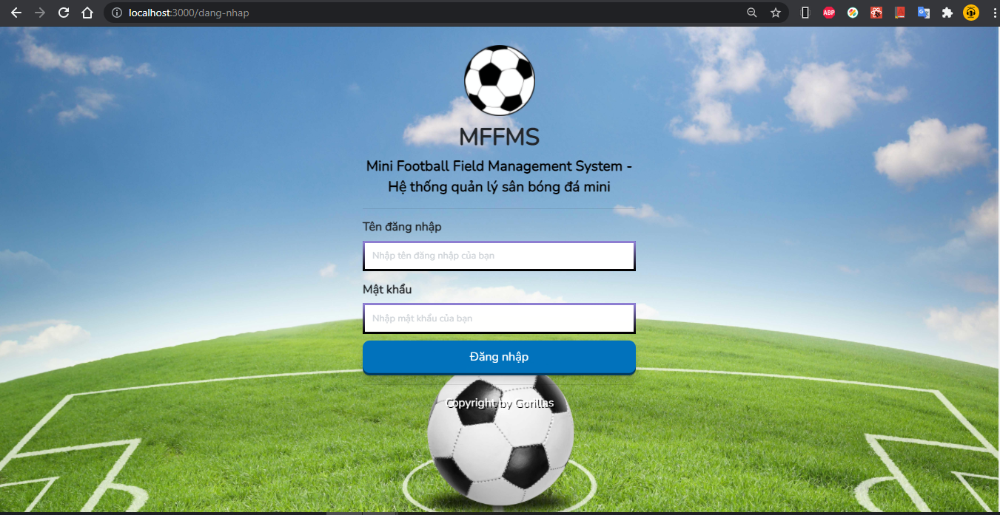 localhost:3000/dang-nhap
ABP
MFFMS
Mini Football Field Management System -
Hệ thống quản lý sân bóng đá mini
Tên đăng nhập
Nhập tên đăng nhập của bạn
Mật khẩu
Nhập mật khẩu của bạn
Đăng nhập
Copyright by Gorillas